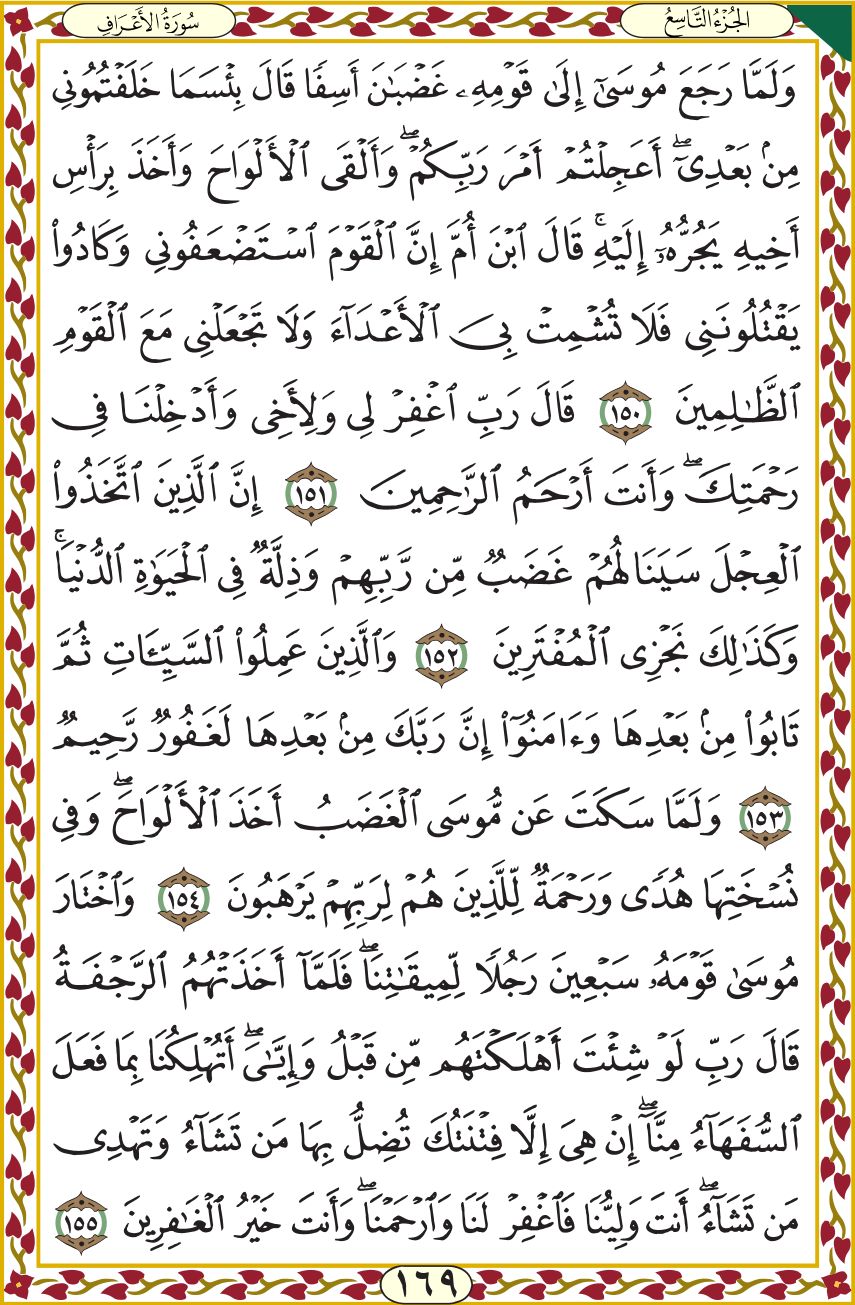 الجُزْءُ التَّاسِعُ
سُورَةُ الأَعْرَافِ
وَلَمَّا رَجَعَ مُوسَىٰٓ إِلَىٰ قَوْمِهِۦ غَضْبَـٰنَ أَسِفًا قَالَ بِئْسَمَا خَلَفْتُمُونِى
مِنۢ بَعْدِىٓ ۖ أَعَجِلْتُمْ أَمْرَ رَبِّكُمْ ۖ وَأَلْقَى ٱلْأَلْوَاحَ وَأَخَذَ بِرَأْسِ
أَخِيهِ يَجُرُّهُۥٓ إِلَيْهِ ۚ قَالَ ٱبْنَ أُمَّ إِنَّ ٱلْقَوْمَ ٱسْتَضْعَفُونِى وَكَادُوا۟
يَقْتُلُونَنِى فَلَا تُشْمِتْ بِىَ ٱلْأَعْدَآءَ وَلَا تَجْعَلْنِى مَعَ ٱلْقَوْمِ
ٱلظَّـٰلِمِينَ ١٥٠ قَالَ رَبِّ ٱغْفِرْ لِى وَلِأَخِى وَأَدْخِلْنَا فِى
رَحْمَتِكَ ۖ وَأَنتَ أَرْحَمُ ٱلرَّٰحِمِينَ ١٥١ إِنَّ ٱلَّذِينَ ٱتَّخَذُوا۟
ٱلْعِجْلَ سَيَنَالُهُمْ غَضَبٌ مِّن رَّبِّهِمْ وَذِلَّةٌ فِى ٱلْحَيَوٰةِ ٱلدُّنْيَا ۚ
وَكَذَٰلِكَ نَجْزِى ٱلْمُفْتَرِينَ ١٥٢ وَٱلَّذِينَ عَمِلُوا۟ ٱلسَّيِّـَٔاتِ ثُمَّ
تَابُوا۟ مِنۢ بَعْدِهَا وَءَامَنُوٓا۟ إِنَّ رَبَّكَ مِنۢ بَعْدِهَا لَغَفُورٌ رَّحِيمٌ
١٥٣ وَلَمَّا سَكَتَ عَن مُّوسَى ٱلْغَضَبُ أَخَذَ ٱلْأَلْوَاحَ ۖ وَفِى
نُسْخَتِهَا هُدًى وَرَحْمَةٌ لِّلَّذِينَ هُمْ لِرَبِّهِمْ يَرْهَبُونَ ١٥٤ وَٱخْتَارَ
مُوسَىٰ قَوْمَهُۥ سَبْعِينَ رَجُلًا لِّمِيقَـٰتِنَا ۖ فَلَمَّآ أَخَذَتْهُمُ ٱلرَّجْفَةُ
قَالَ رَبِّ لَوْ شِئْتَ أَهْلَكْتَهُم مِّن قَبْلُ وَإِيَّـٰىَ ۖ أَتُهْلِكُنَا بِمَا فَعَلَ
ٱلسُّفَهَآءُ مِنَّآ ۖ إِنْ هِىَ إِلَّا فِتْنَتُكَ تُضِلُّ بِهَا مَن تَشَآءُ وَتَهْدِى
مَن تَشَآءُ ۖ أَنتَ وَلِيُّنَا فَٱغْفِرْ لَنَا وَٱرْحَمْنَا ۖ وَأَنتَ خَيْرُ ٱلْغَـٰفِرِينَ ١٥٥
١٦٩